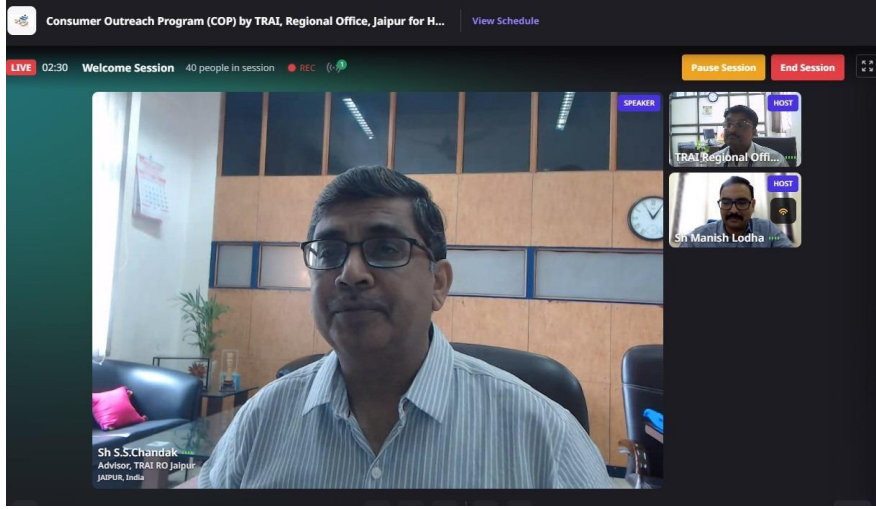 Consumer Outreach Program (COP) by TRAI, Regional Office, Jaipur for H...
View Schedule
LIVE 02:30 Welcome Session 40 people in session REC 1
Pause Session End Session
SPEAKER
HOST
TRAI Regional Offi...
HOST
Sh Manish Lodha
Sh S.S.Chandak
Advisor, TRAI RO Jaipur
JAIPUR, India